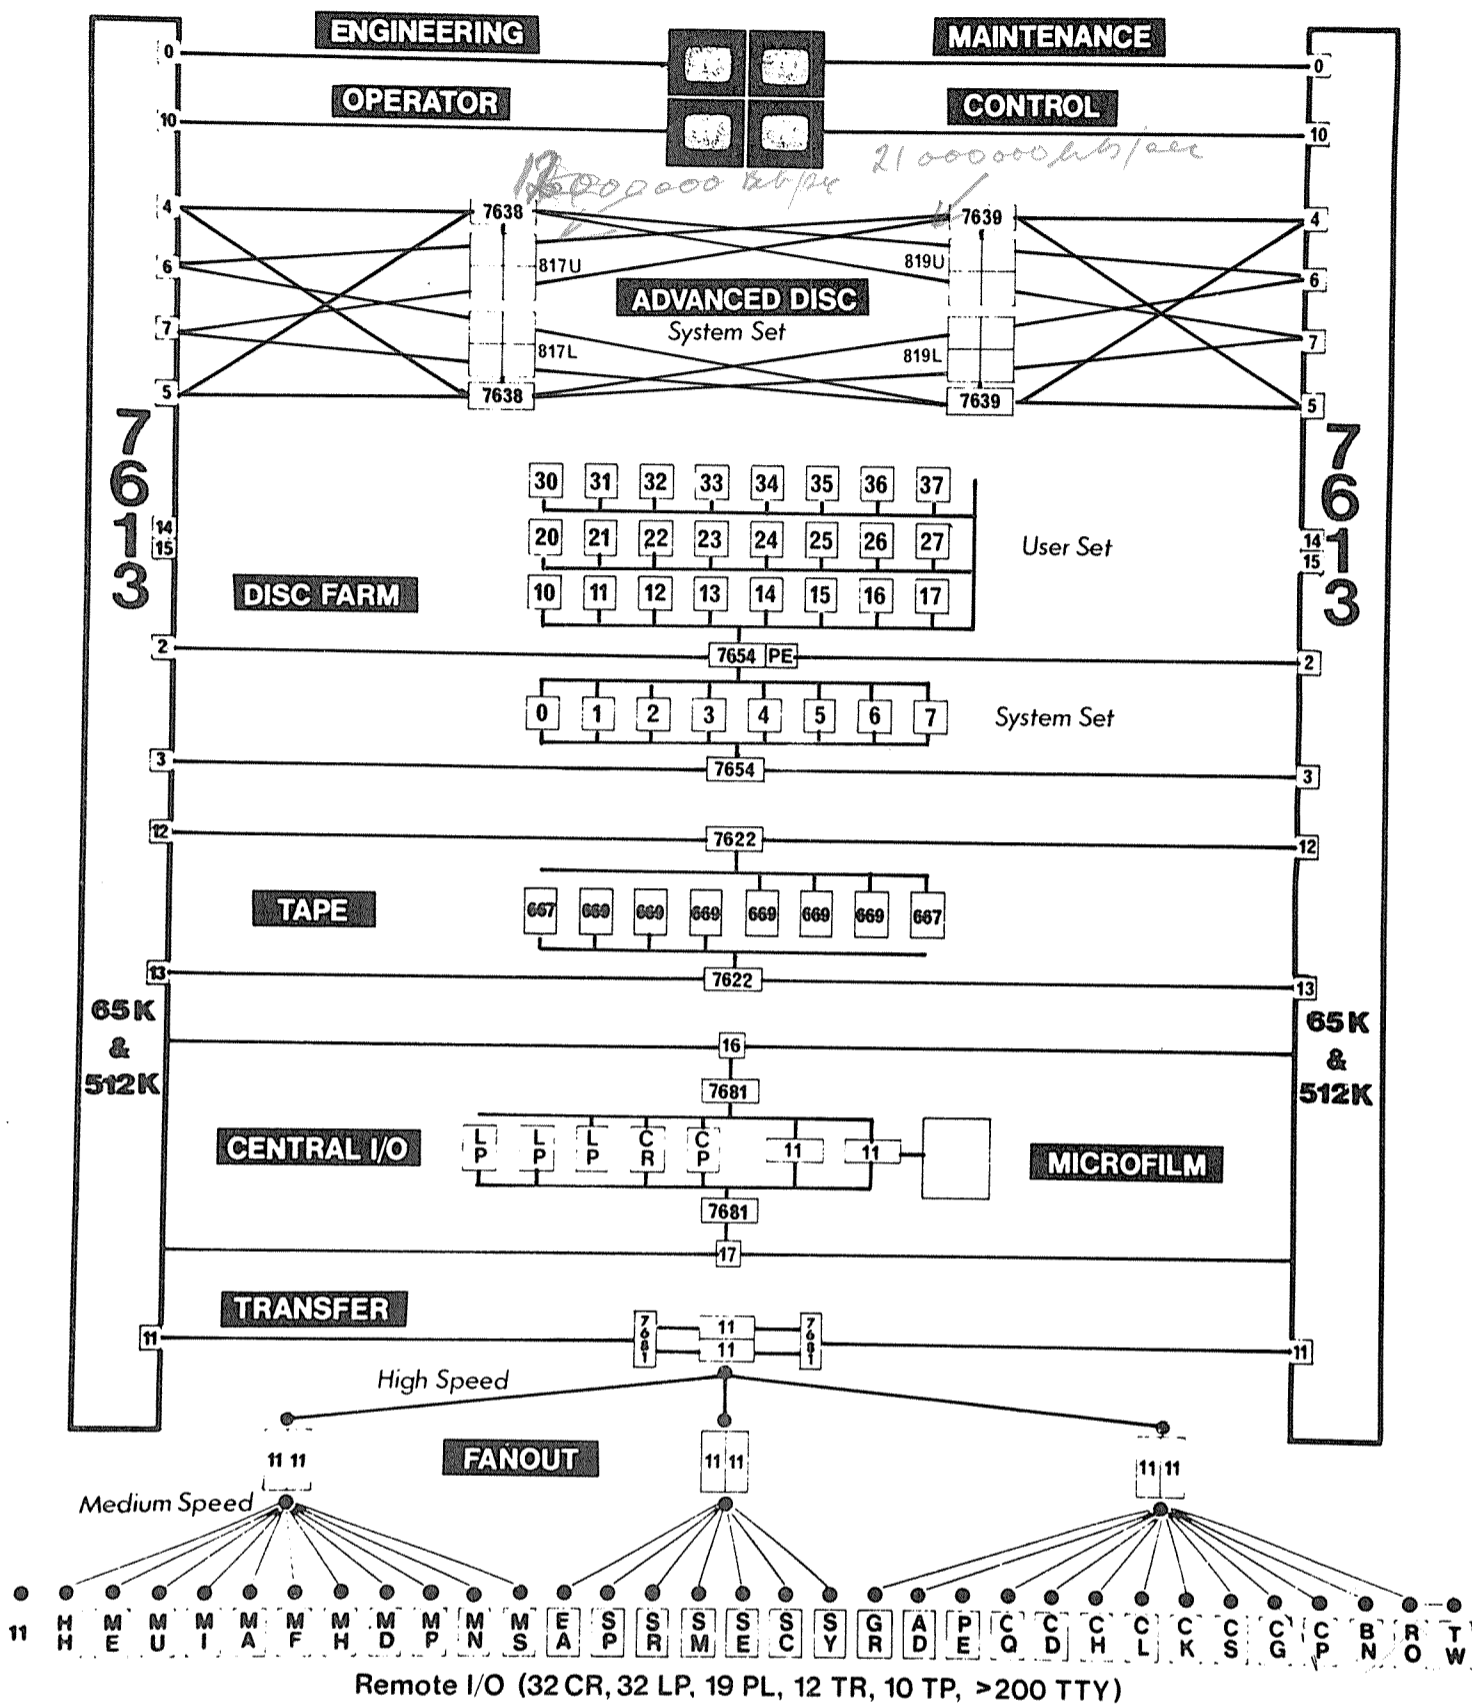 ENGINEERING
MAINTENANCE
0
0
OPERATOR
CONTROL
10
10
21000000 bits/sec
12000000 bit/sec
4
7638
7639
4
6
817U
819U
6
ADVANCED DISC
System Set
7
817L
819L
7
5
7638
7639
5
7613
7613
30 31 32 33 34 35 36 37
14
15
20 21 22 23 24 25 26 27
User Set
14
15
DISC FARM
10 11 12 13 14 15 16 17
2
7654 PE
2
0 1 2 3 4 5 6 7
System Set
3
7654
3
12
7622
12
TAPE
667 669 669 669 669 669 669 667
13
7622
13
65K
&
512K
65K
&
512K
16
7681
CENTRAL I/O
LP LP LP CR CP 11 11
MICROFILM
7681
17
TRANSFER
11
7681
11
11
7681
11
High Speed
FANOUT
11 11
11 11
11 11
Medium Speed
11 HH ME MU MI MA MF MH MD MP MN MS EA SP SR SM SE SC SY GR AD PE CQ CD CH CL CK CS CG CP BN RO TW
Remote I/O (32 CR, 32 LP, 19 PL, 12 TR, 10 TP, >200 TTY)